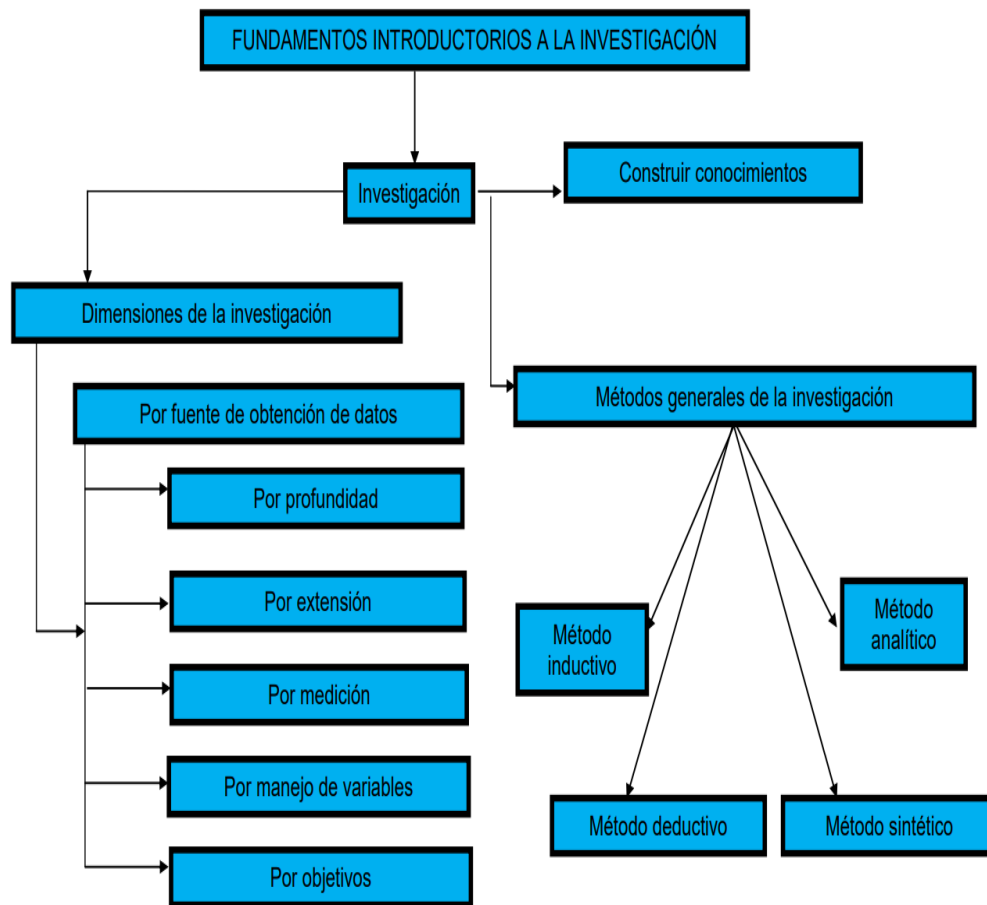 FUNDAMENTOS INTRODUCTORIOS A LA INVESTIGACIÓN
Investigación
Construir conocimientos
Dimensiones de la investigación
Por fuente de obtención de datos
Por profundidad
Por extensión
Por medición
Por manejo de variables
Por objetivos
Métodos generales de la investigación
Método
inductivo
Método
analítico
Método deductivo
Método sintético